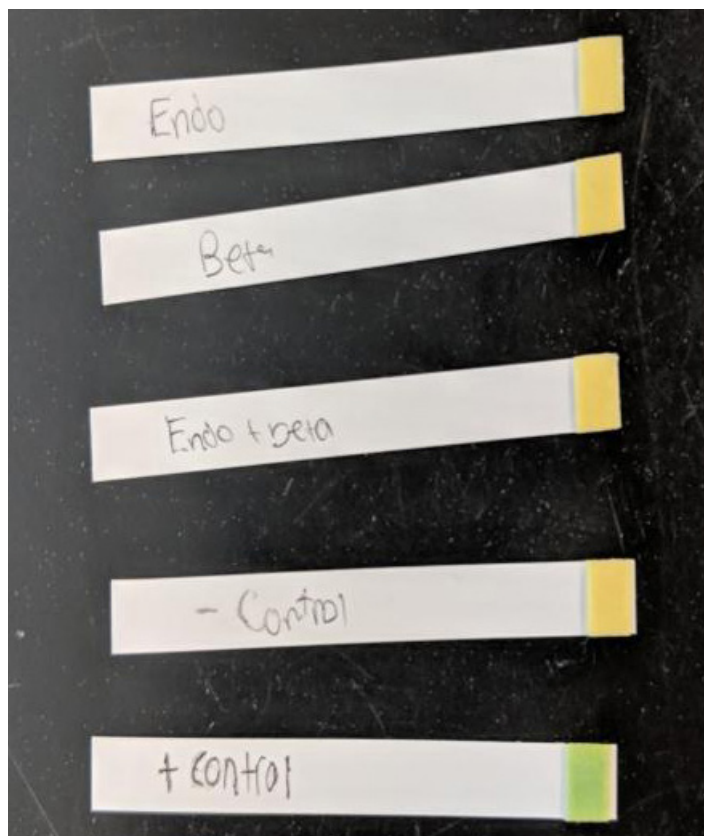 Endo
Beta
Endo + beta
- Control
+ control